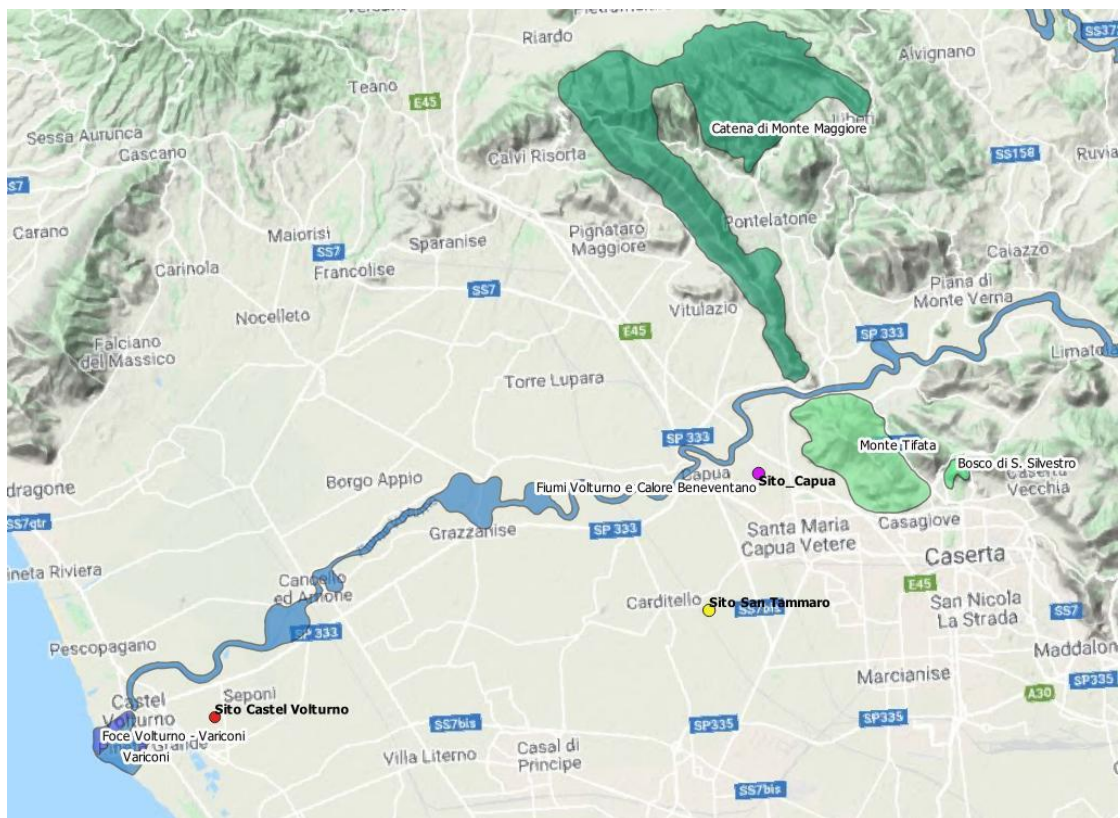 Riardo
SS372
Alvignano
Teano
E45
Sessa Aurunca
Cascano
Catena di Monte Maggiore
Calvi Risorta
SS158
Ruvia
SS7
Carano
Pontelatone
Maiorisi
Sparanise
Pignataro
Maggiore
SS7
Caiazzo
Carinola
Francolise
SS7
Piana di
Monte Verna
Nocelleto
Vitulazio
E45
SP 333
Falciano
del Massico
Limatola
Torre Lupara
SP 333
Monte Tifata
Bosco di S. Silvestro
Caserta
Vecchia
Capua
Sito_Capua
dragone
Borgo Appio
Fiumi Volturno e Calore Beneventano
SS7qtr
Grazzanise
SP 333
Santa Maria
Capua Vetere
Casagiove
Caserta
ineta Riviera
Cancello
ed Arnone
E45
Carditello
Sito San Tammaro
SS7bis
San Nicola
La Strada
SS7
SP 333
Pescopagano
Maddalon
Marcianise
SP335
Castel
Volturno
Seponi
A30
Sito Castel Volturno
SS7bis
SP335
SP335
Foce Volturno - Variconi
Variconi
Villa Literno
Casal di
Principe
SS7bis